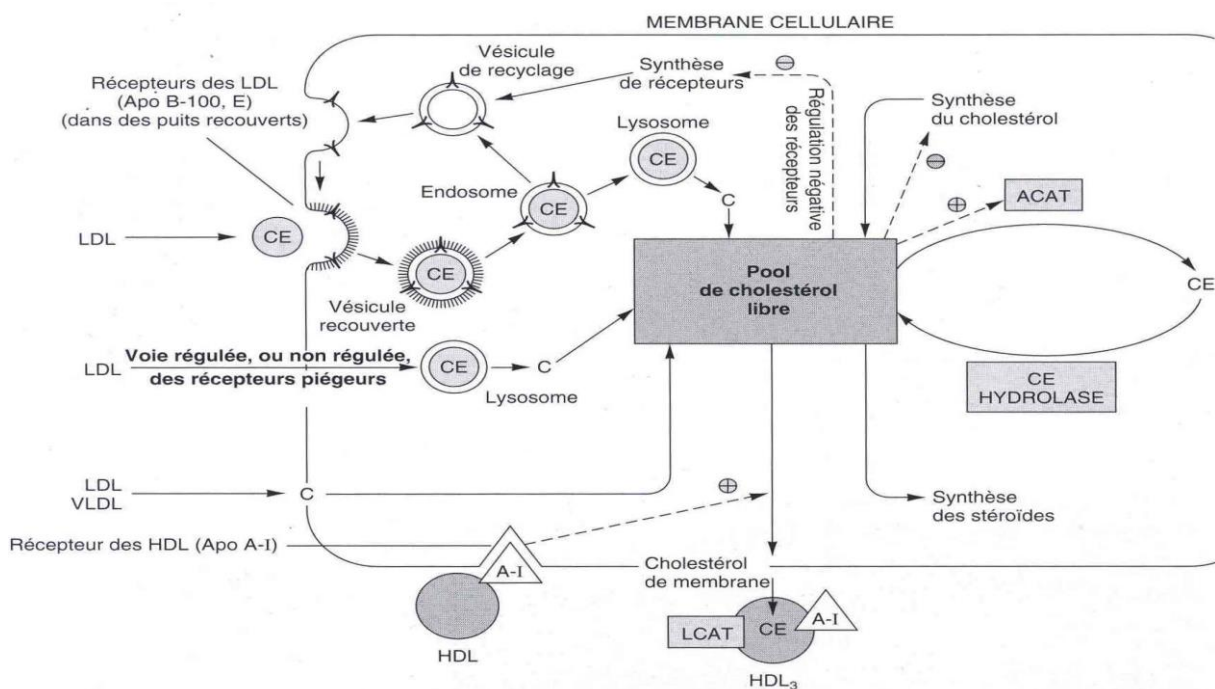 MEMBRANE CELLULAIRE
Récepteurs des LDL
(Apo B-100, E)
(dans des puits recouverts)
Vésicule
de recyclage
Synthèse
de récepteurs
⊖
Régulation négative
des récepteurs
Synthèse
du cholestérol
⊖
⊕
ACAT
Lysosome
CE
C
Endosome
CE
LDL
CE
CE
Vésicule
recouverte
Pool
de cholestérol
libre
CE
CE
HYDROLASE
LDL
Voie régulée, ou non régulée,
des récepteurs piégeurs
CE
C
Lysosome
LDL
VLDL
C
⊕
Synthèse
des stéroïdes
Récepteur des HDL (Apo A-I)
A-I
HDL
Cholestérol
de membrane
LCAT
CE
A-I
HDL₃